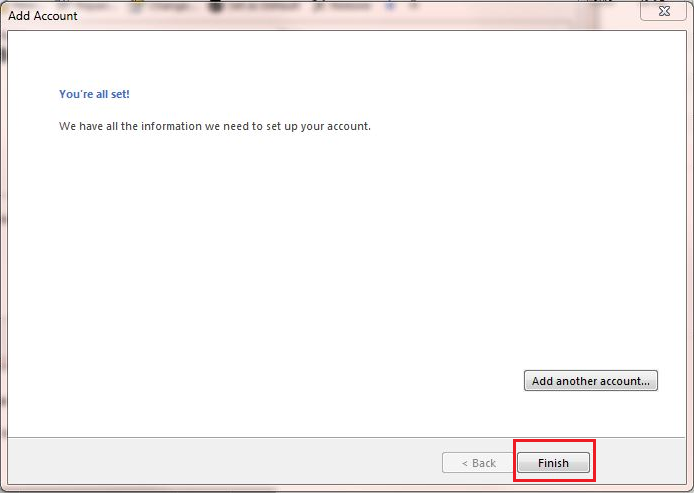 Add Account
You're all set!
We have all the information we need to set up your account.
Add another account...
< Back
Finish